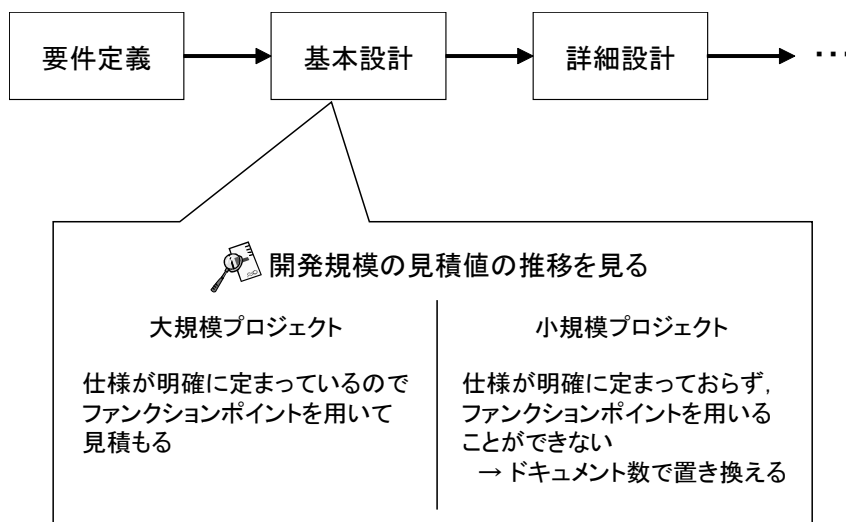 要件定義
基本設計
詳細設計
…
開発規模の見積値の推移を見る
大規模プロジェクト
仕様が明確に定まっているので
ファンクションポイントを用いて
見積もる
小規模プロジェクト
仕様が明確に定まっておらず,
ファンクションポイントを用いる
ことができない
→ ドキュメント数で置き換える